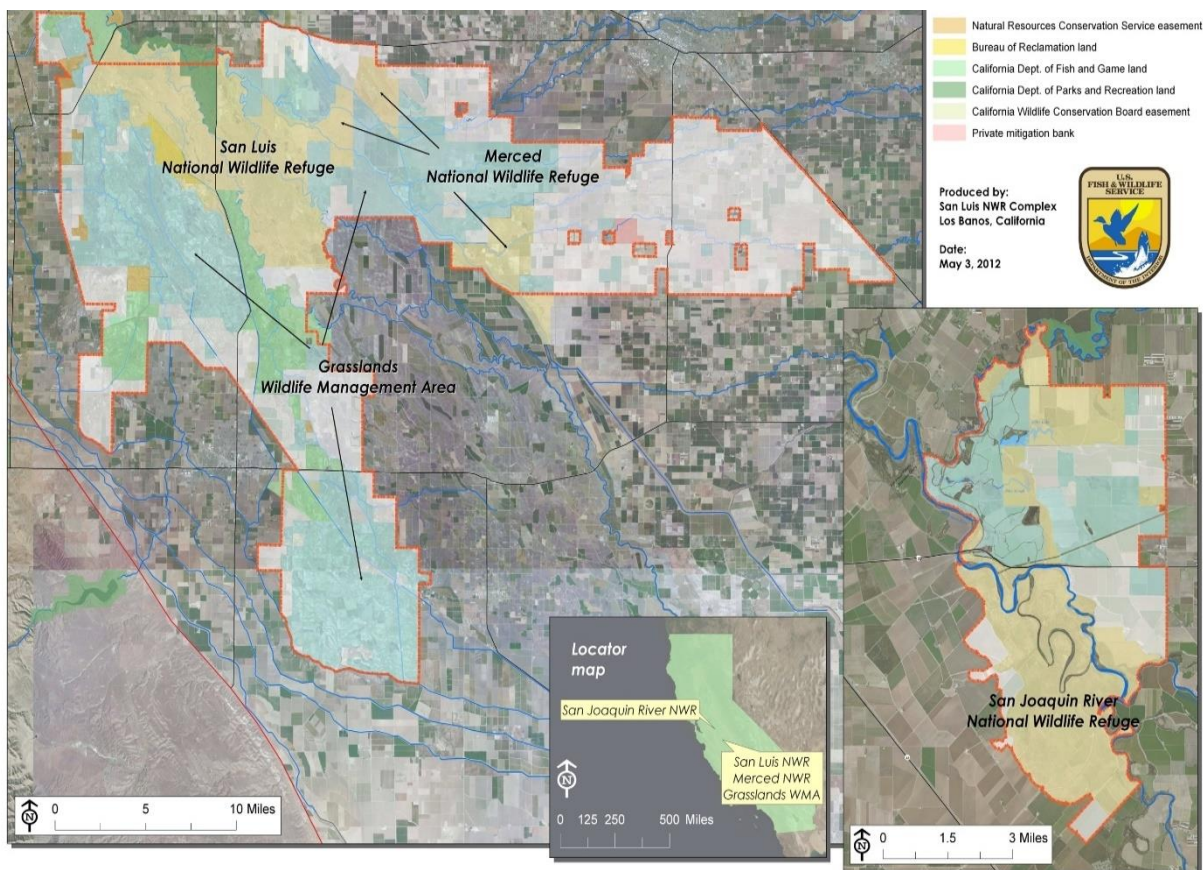 Natural Resources Conservation Service easement
Bureau of Reclamation land
California Dept. of Fish and Game land
California Dept. of Parks and Recreation land
California Wildlife Conservation Board easement
Private mitigation bank
Produced by:
San Luis NWR Complex
Los Banos, California
Date:
May 3, 2012
U.S.
FISH & WILDLIFE
SERVICE
DEPARTMENT OF THE INTERIOR
San Luis
National Wildlife Refuge
Merced
National Wildlife Refuge
Grasslands
Wildlife Management Area
San Joaquin River
National Wildlife Refuge
Locator
map
San Joaquin River NWR
San Luis NWR
Merced NWR
Grasslands WMA
N
0 125 250 500 Miles
N
0 5 10 Miles
N
0 1.5 3 Miles